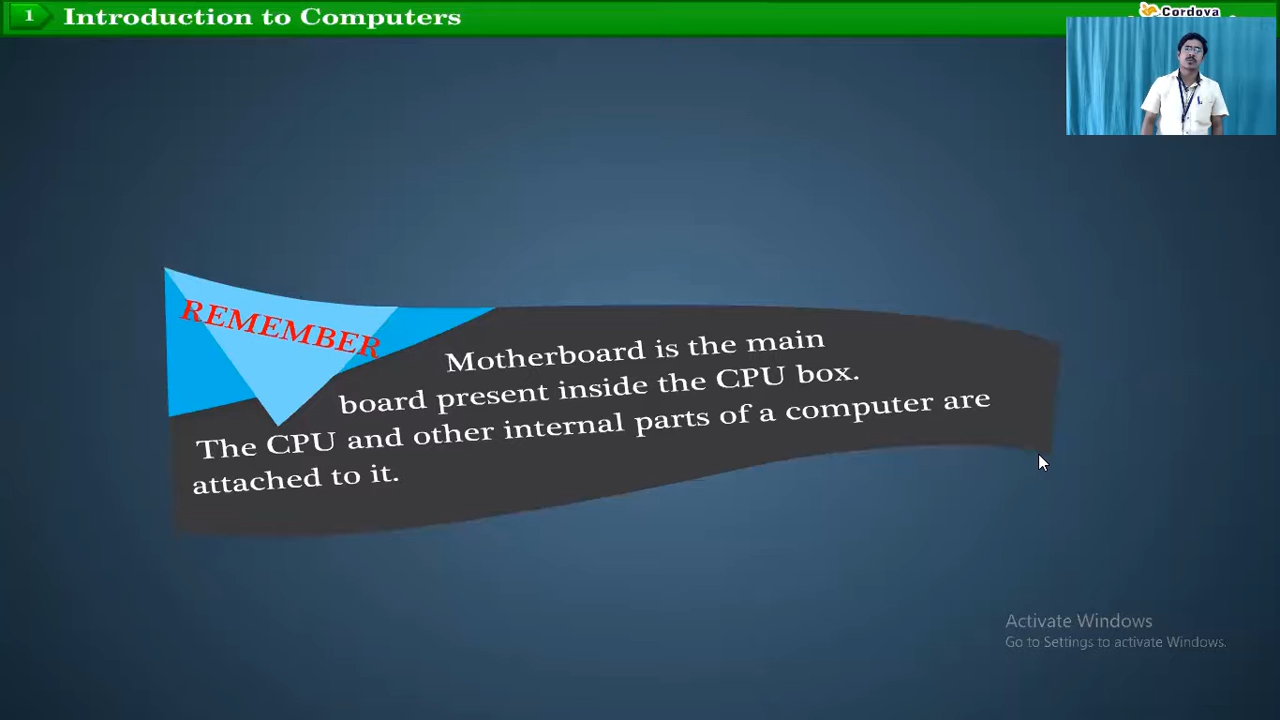 1 Introduction to Computers
Cordova
REMEMBER
Motherboard is the main
board present inside the CPU box.
The CPU and other internal parts of a computer are
attached to it.
Activate Windows
Go to Settings to activate Windows.